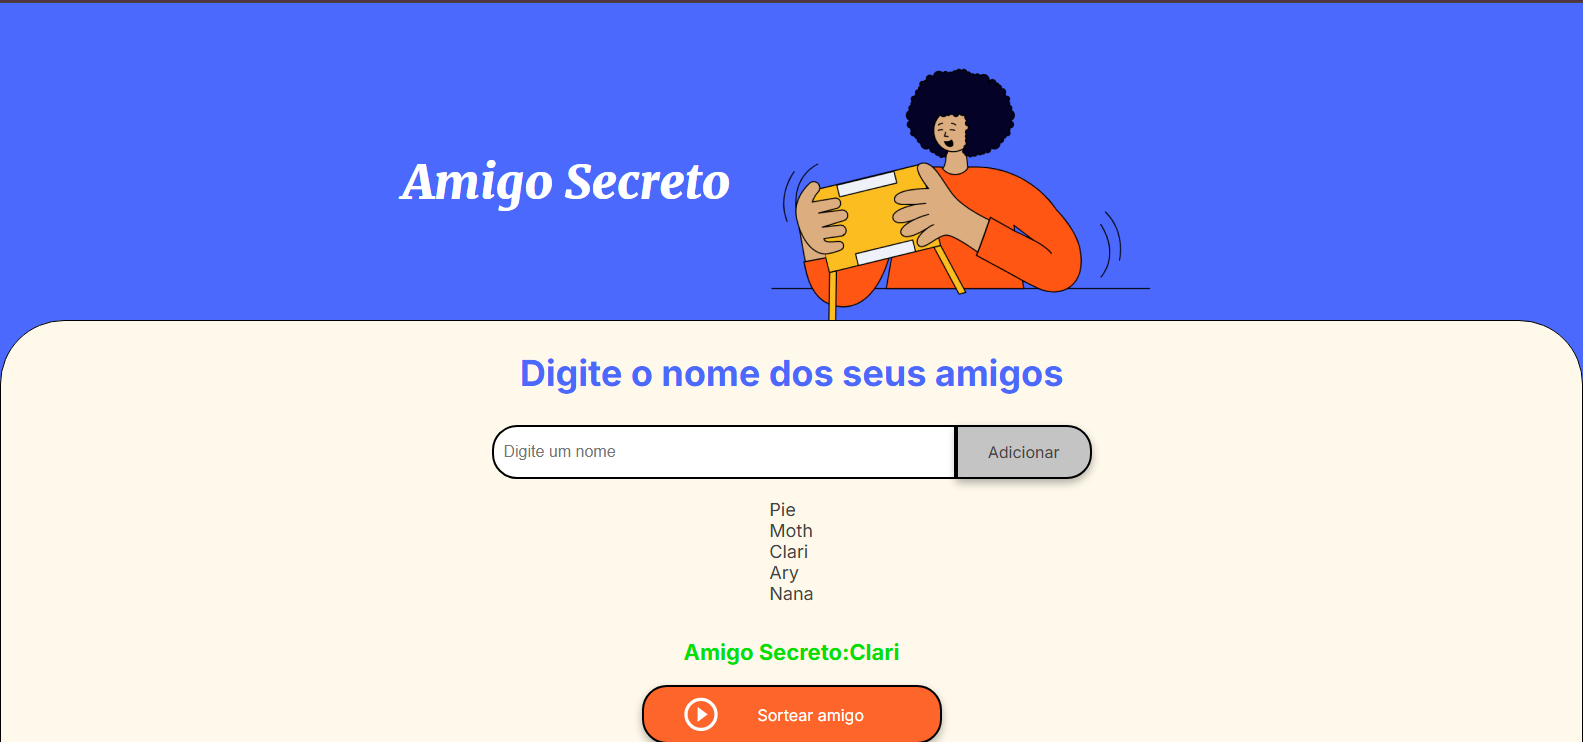 Amigo Secreto
Digite o nome dos seus amigos
Digite um nome
Adicionar
Pie
Moth
Clari
Ary
Nana
Amigo Secreto:Clari
Sortear amigo